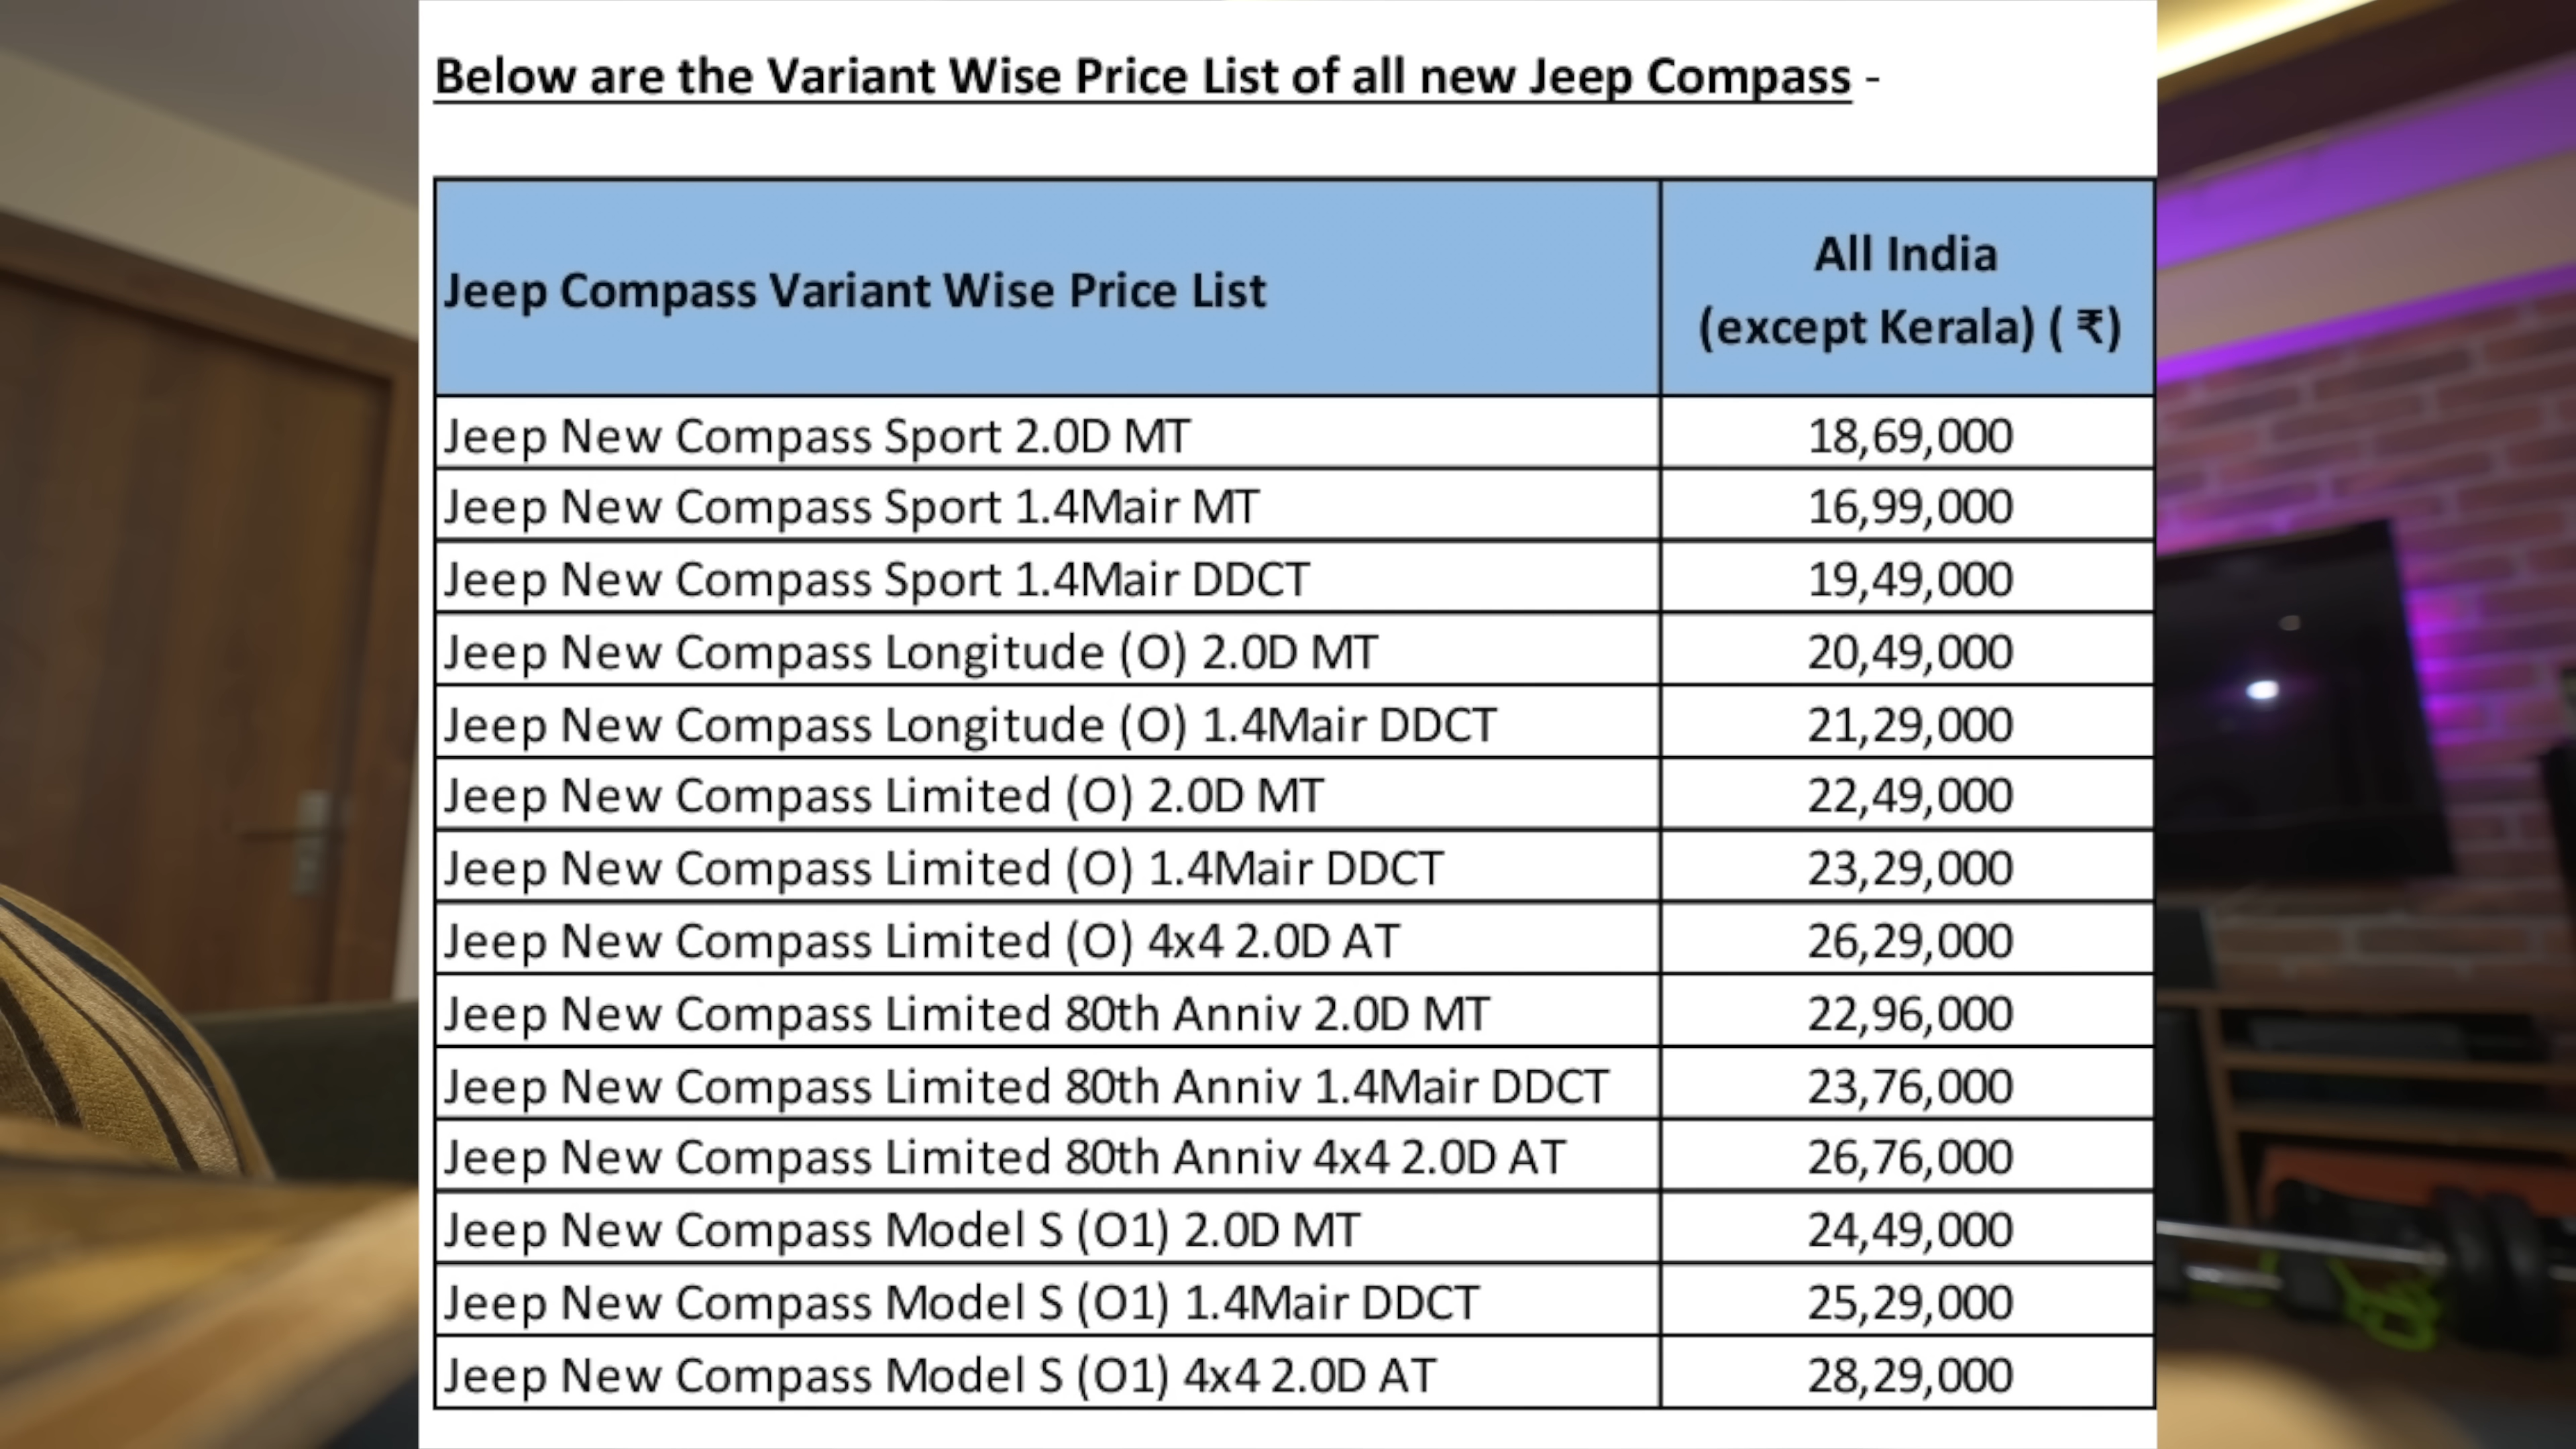 Below are the Variant Wise Price List of all new Jeep Compass -
Jeep Compass Variant Wise Price List
All India
(except Kerala) ( ₹)
Jeep New Compass Sport 2.0D MT 18,69,000
Jeep New Compass Sport 1.4Mair MT 16,99,000
Jeep New Compass Sport 1.4Mair DDCT 19,49,000
Jeep New Compass Longitude (O) 2.0D MT 20,49,000
Jeep New Compass Longitude (O) 1.4Mair DDCT 21,29,000
Jeep New Compass Limited (O) 2.0D MT 22,49,000
Jeep New Compass Limited (O) 1.4Mair DDCT 23,29,000
Jeep New Compass Limited (O) 4x4 2.0D AT 26,29,000
Jeep New Compass Limited 80th Anniv 2.0D MT 22,96,000
Jeep New Compass Limited 80th Anniv 1.4Mair DDCT 23,76,000
Jeep New Compass Limited 80th Anniv 4x4 2.0D AT 26,76,000
Jeep New Compass Model S (O1) 2.0D MT 24,49,000
Jeep New Compass Model S (O1) 1.4Mair DDCT 25,29,000
Jeep New Compass Model S (O1) 4x4 2.0D AT 28,29,000